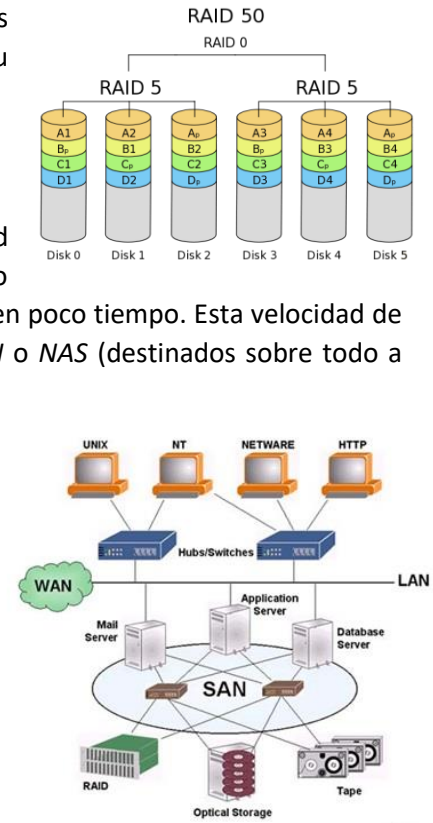 s
RAID 50
u
RAID 0
RAID 5 RAID 5
A1 A2 Ap A3 A4 Ap
Bp B1 B2 Bp B3 B4
C1 Cp C2 C3 Cp C4
D1 D2 Dp D3 D4 Dp
Disk 0 Disk 1 Disk 2 Disk 3 Disk 4 Disk 5
d
o
en poco tiempo. Esta velocidad de
o NAS (destinados sobre todo a
UNIX NT NETWARE HTTP
Hubs/Switches
WAN
LAN
Application
Server
Mail
Server
Database
Server
SAN
RAID
Optical Storage
Tape